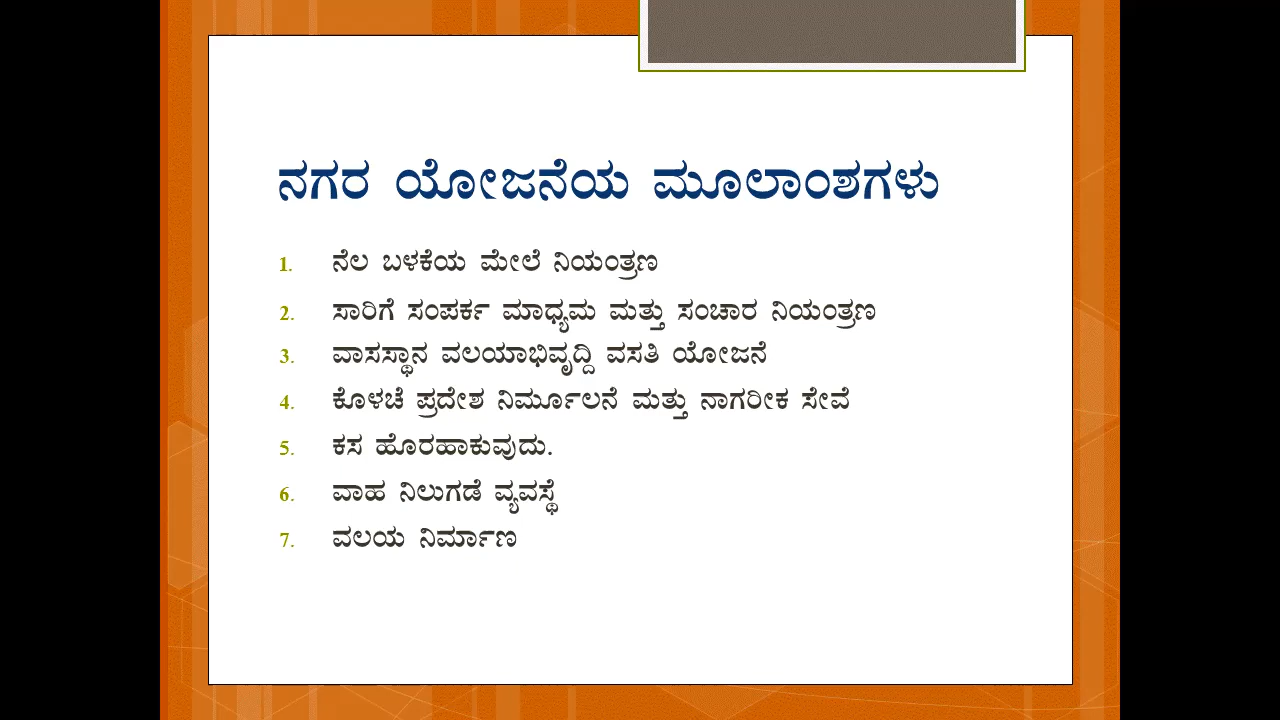 ನಗರ ಯೋಜನೆಯ ಮೂಲಾಂಶಗಳು
1. ನೆಲ ಬಳಕೆಯ ಮೇಲೆ ನಿಯಂತ್ರಣ
2. ಸಾರಿಗೆ ಸಂಪರ್ಕ ಮಾಧ್ಯಮ ಮತ್ತು ಸಂಚಾರ ನಿಯಂತ್ರಣ
3. ವಾಸಸ್ಥಾನ ವಲಯಾಭಿವೃದ್ದಿ ವಸತಿ ಯೋಜನೆ
4. ಕೊಳಚೆ ಪ್ರದೇಶ ನಿರ್ಮೂಲನೆ ಮತ್ತು ನಾಗರೀಕ ಸೇವೆ
5. ಕಸ ಹೊರಹಾಕುವುದು.
6. ವಾಹ ನಿಲುಗಡೆ ವ್ಯವಸ್ಥೆ
7. ವಲಯ ನಿರ್ಮಾಣ